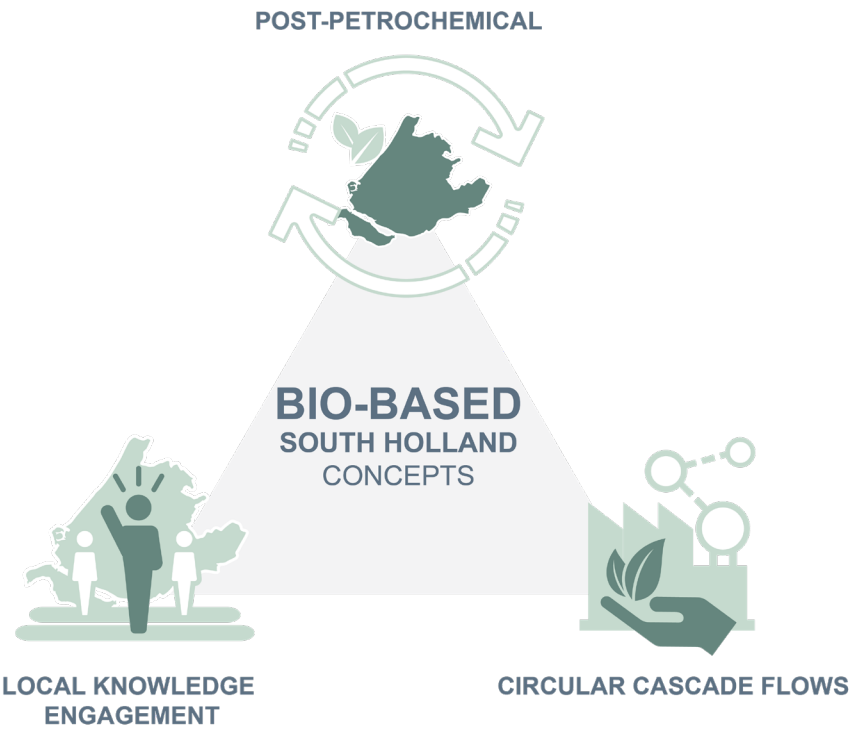 POST-PETROCHEMICAL
BIO-BASED
SOUTH HOLLAND
CONCEPTS
LOCAL KNOWLEDGE
ENGAGEMENT
CIRCULAR CASCADE FLOWS